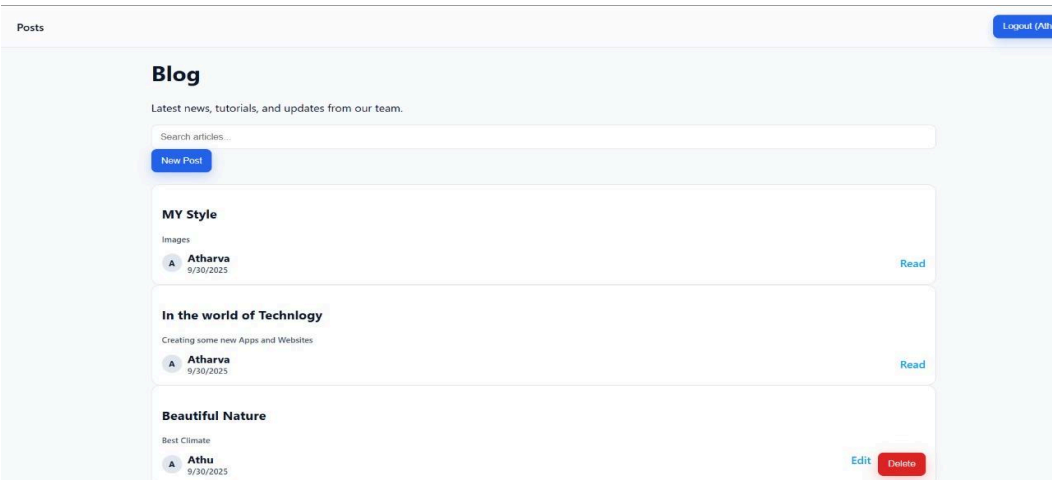 Posts
Logout (Ath
Blog
Latest news, tutorials, and updates from our team.
Search articles...
New Post
MY Style
Images
A
Atharva
9/30/2025
Read
In the world of Technlogy
Creating some new Apps and Websites
A
Atharva
9/30/2025
Read
Beautiful Nature
Best Climate
A
Athu
9/30/2025
Edit
Delete